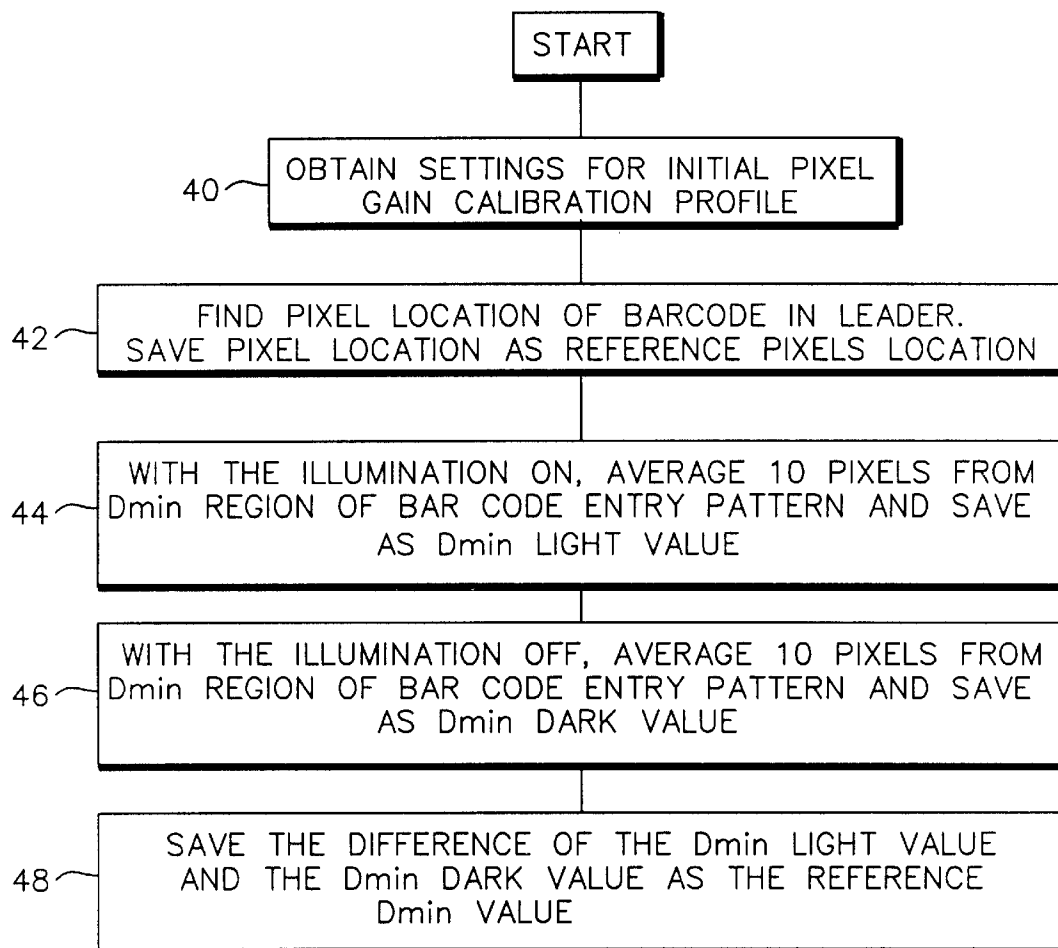 START
40
OBTAIN SETTINGS FOR INITIAL PIXEL
GAIN CALIBRATION PROFILE
42
FIND PIXEL LOCATION OF BARCODE IN LEADER.
SAVE PIXEL LOCATION AS REFERENCE PIXELS LOCATION
44
WITH THE ILLUMINATION ON, AVERAGE 10 PIXELS FROM
Dmin REGION OF BAR CODE ENTRY PATTERN AND SAVE
AS Dmin LIGHT VALUE
46
WITH THE ILLUMINATION OFF, AVERAGE 10 PIXELS FROM
Dmin REGION OF BAR CODE ENTRY PATTERN AND SAVE
AS Dmin DARK VALUE
48
SAVE THE DIFFERENCE OF THE Dmin LIGHT VALUE
AND THE Dmin DARK VALUE AS THE REFERENCE
Dmin VALUE